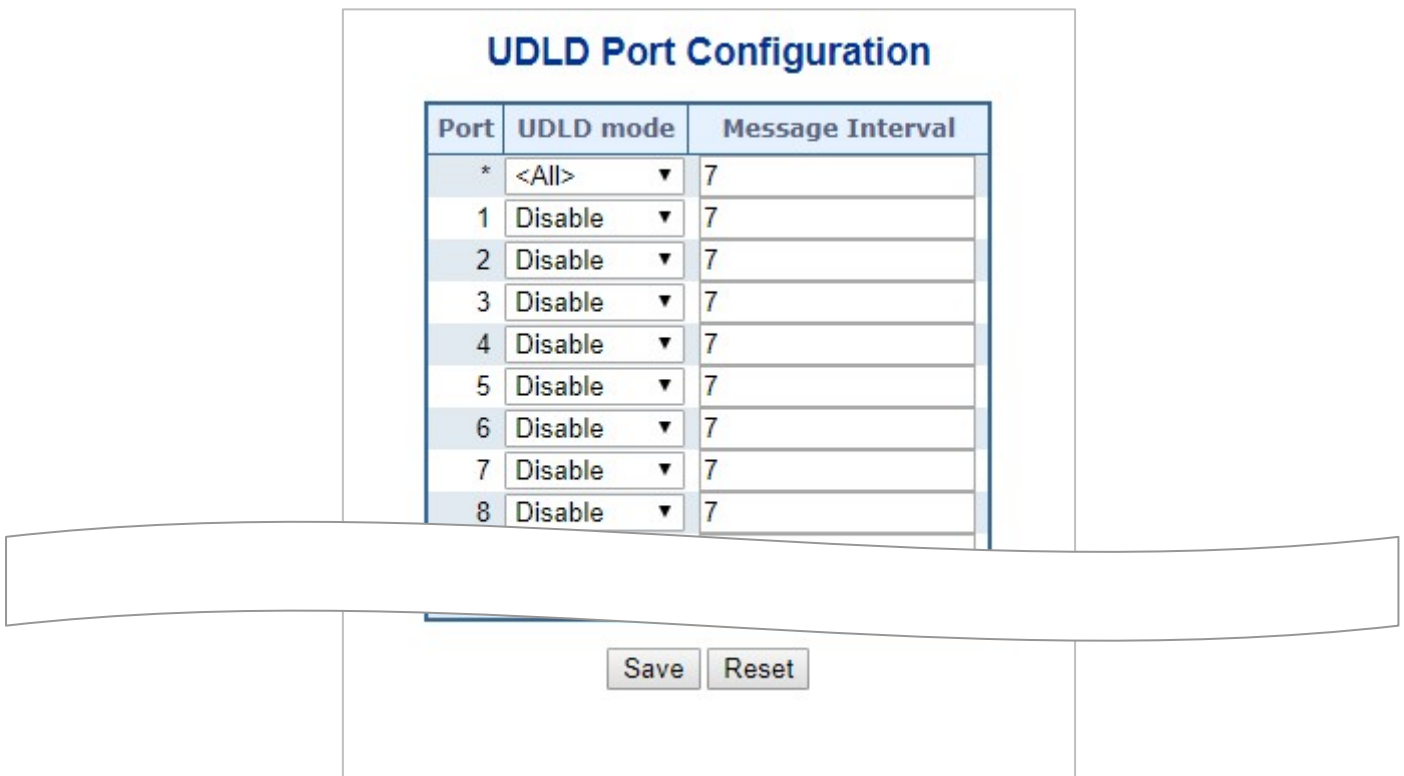 UDLD Port Configuration
Port UDLD mode Message Interval
* <All> 7
1 Disable 7
2 Disable 7
3 Disable 7
4 Disable 7
5 Disable 7
6 Disable 7
7 Disable 7
8 Disable 7
Save Reset